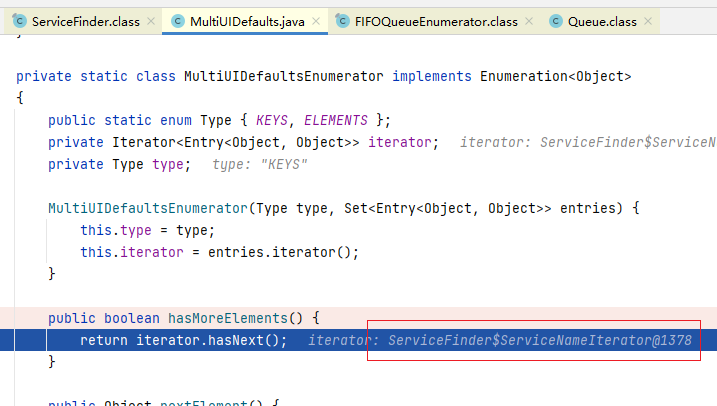 ServiceFinder.class MultiUIDefaults.java FIFOQueueEnumerator.class Queue.class
private static class MultiUIDefaultsEnumerator implements Enumeration<Object>
{
public static enum Type { KEYS, ELEMENTS };
private Iterator<Entry<Object, Object>> iterator; iterator: ServiceFinder$ServiceN
private Type type; type: "KEYS"
MultiUIDefaultsEnumerator(Type type, Set<Entry<Object, Object>> entries) {
this.type = type;
this.iterator = entries.iterator();
}
public boolean hasMoreElements() {
return iterator.hasNext(); iterator: ServiceFinder$ServiceNameIterator@1378
}
public Object nextElement() {